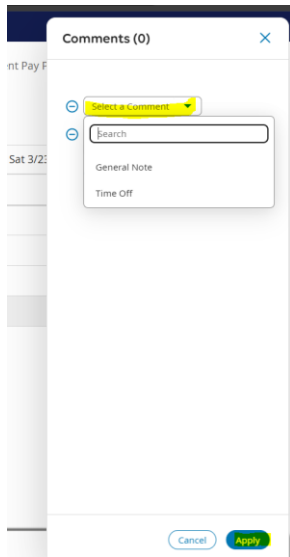 Comments (0)
nt Pay P
Select a Comment
Search
Sat 3/23
General Note
Time Off
Cancel
Apply